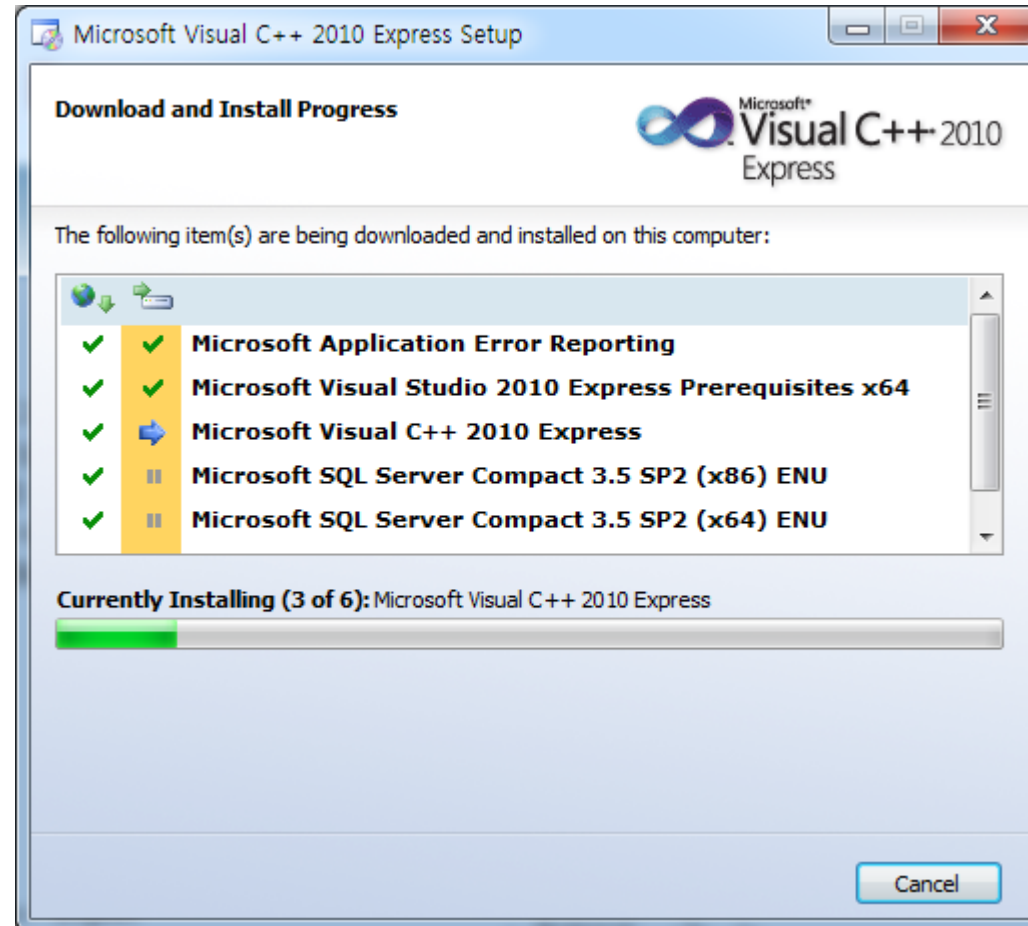 Microsoft Visual C++ 2010 Express Setup
Download and Install Progress
Microsoft®
Visual C++ 2010
Express
The following item(s) are being downloaded and installed on this computer:
Microsoft Application Error Reporting
Microsoft Visual Studio 2010 Express Prerequisites x64
Microsoft Visual C++ 2010 Express
Microsoft SQL Server Compact 3.5 SP2 (x86) ENU
Microsoft SQL Server Compact 3.5 SP2 (x64) ENU
Currently Installing (3 of 6): Microsoft Visual C++ 2010 Express
Cancel